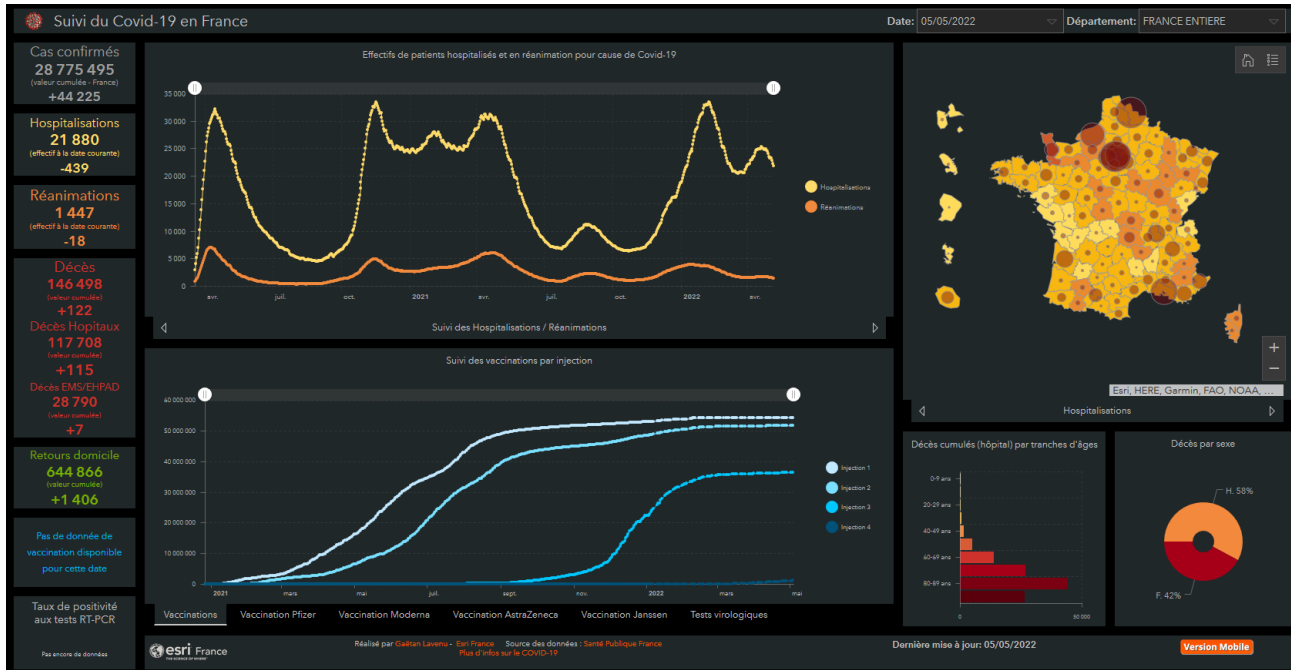 Suivi du Covid-19 en France
Date: 05/05/2022
Département: FRANCE ENTIERE
Cas confirmés
28 775 495
(valeur cumulée - France)
+44 225
Hospitalisations
21 880
(effectif à la date courante)
-439
Réanimations
1 447
(effectif à la date courante)
-18
Décès
146 498
(valeur cumulée)
+122
Décès Hopitaux
117 708
(valeur cumulée)
+115
Décès EMS/EHPAD
28 790
(valeur cumulée)
+7
Retours domicile
644 866
(valeur cumulée)
+1 406
Pas de donnée de
vaccination disponible
pour cette date
Taux de positivité
aux tests RT-PCR
Pas encore de données
Effectifs de patients hospitalisés et en réanimation pour cause de Covid-19
35 000
30 000
25 000
20 000
15 000
10 000
5 000
0
avr. juil. oct. 2021 avr. juil. oct. 2022 avr.
Hospitalisations
Réanimations
Suivi des Hospitalisations / Réanimations
Suivi des vaccinations par injection
60 000 000
50 000 000
40 000 000
30 000 000
20 000 000
10 000 000
0
2021 mars mai juil. sept. nov. 2022 mars mai
Injection 1
Injection 2
Injection 3
Injection 4
Vaccinations Vaccination Pfizer Vaccination Moderna Vaccination AstraZeneca Vaccination Janssen Tests virologiques
+
−
Esri, HERE, Garmin, FAO, NOAA, ...
Hospitalisations
Décès cumulés (hôpital) par tranches d'âges
0-9 ans
20-29 ans
40-49 ans
60-69 ans
80-89 ans
0 50 000
Décès par sexe
H. 58%
F. 42%
esri France
THE SCIENCE OF WHERE
Réalisé par Gaëtan Lavenu - Esri France Source des données : Santé Publique France
Plus d'infos sur le COVID-19
Dernière mise à jour: 05/05/2022
Version Mobile